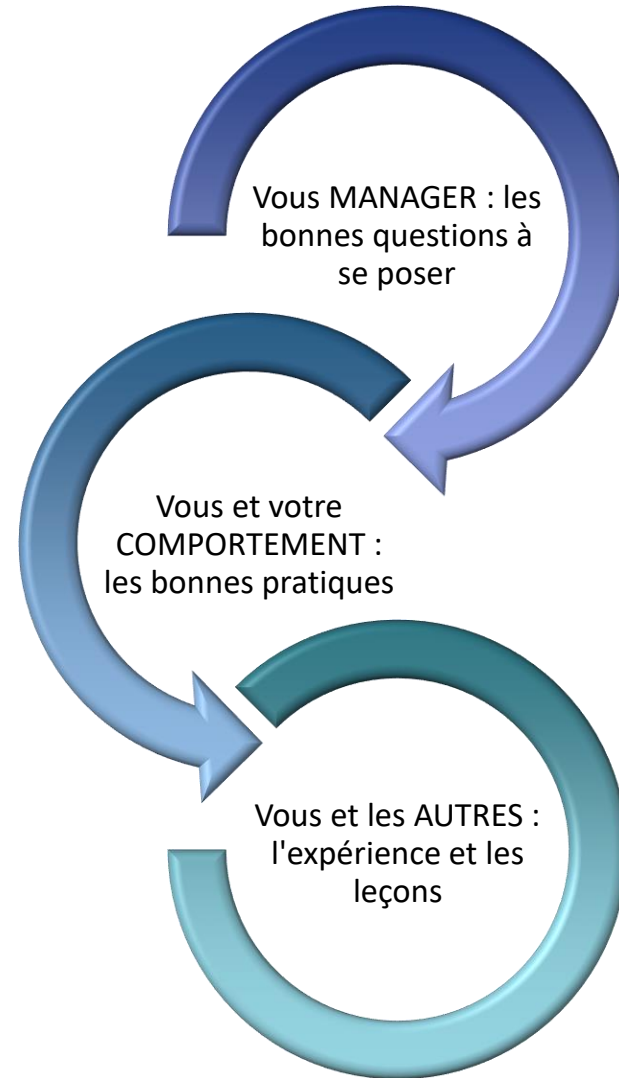 Vous MANAGER : les
bonnes questions à
se poser
Vous et votre
COMPORTEMENT :
les bonnes pratiques
Vous et les AUTRES :
l'expérience et les
leçons